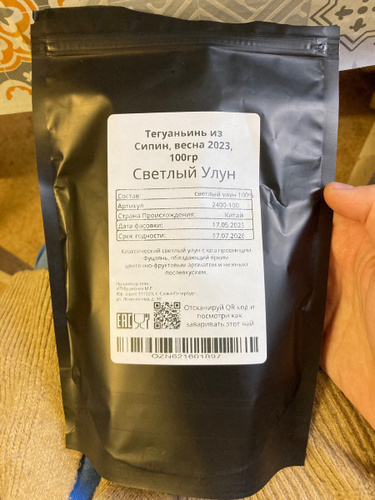 Тегуаньинь из
Сипин, весна 2023,
100гр
Светлый Улун
Состав Светлый улун 100%
Артикул 2400-100
Страна Происхождения: Китай
Дата фасовки: 17.05.2023
Срок годности: 17.07.2026
Классический светлый улун с юга провинции
Фуцзянь, обладающий ярким
цветочно-фруктовым ароматом и нежным
послевкусием.
Отсканируй QR-код и
посмотри как
заваривать этот чай
EAC
OZN621601897